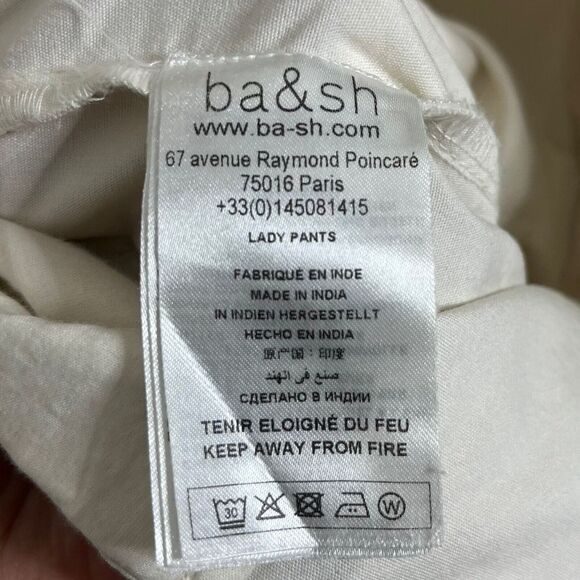 ba&sh
www.ba-sh.com
67 avenue Raymond Poincaré
75016 Paris
+33(0)145081415
LADY PANTS
FABRIQUÉ EN INDE
MADE IN INDIA
IN INDIEN HERGESTELLT
HECHO EN INDIA
原产国：印度
صنع في الهند
СДЕЛАНО В ИНДИИ
TENIR ELOIGNÉ DU FEU
KEEP AWAY FROM FIRE
30 W